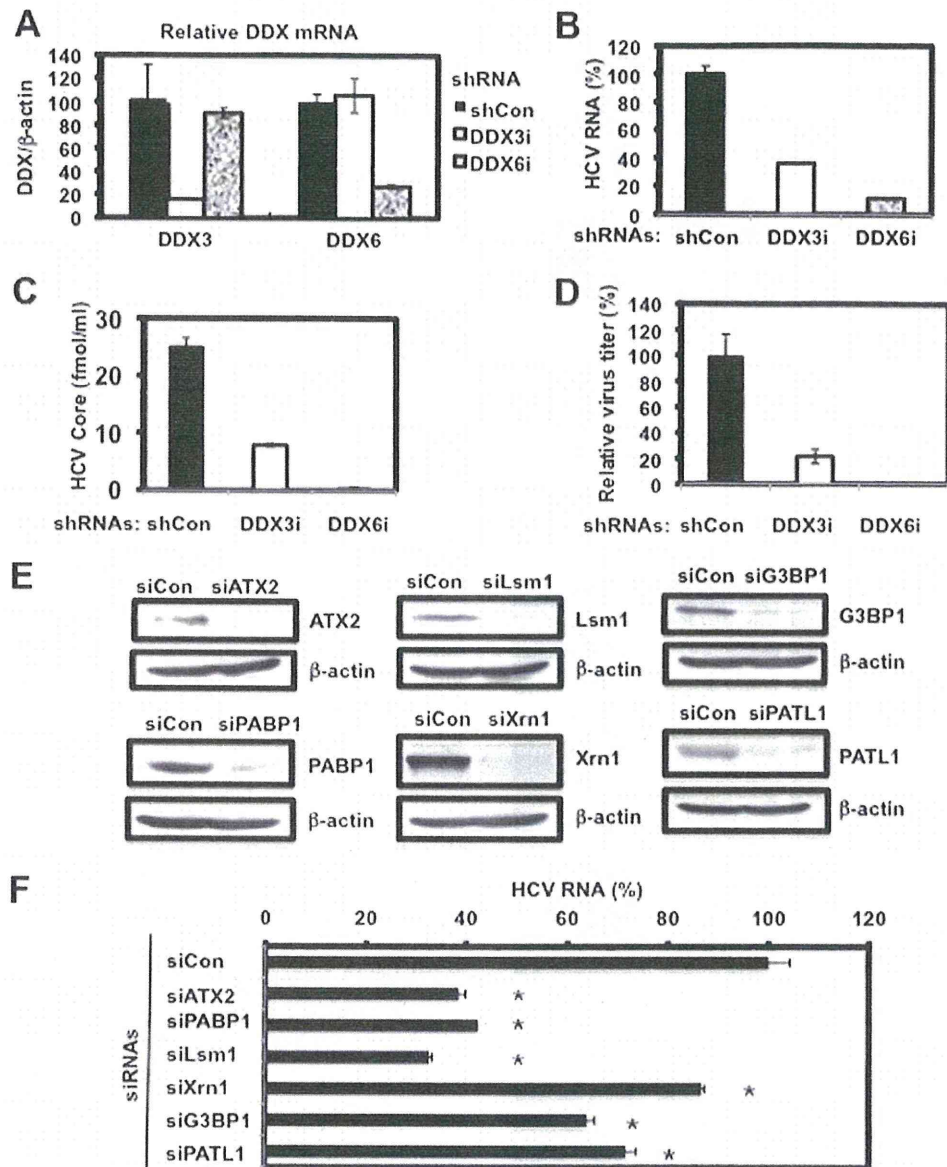 A
Relative DDX mRNA
DDX/β-actin
140
120
100
80
60
40
20
0
DDX3 DDX6
shRNA
shCon
DDX3i
DDX6i
B
HCV RNA (%)
120
100
80
60
40
20
0
shRNAs: shCon DDX3i DDX6i
C
HCV Core (fmol/ml)
30
20
10
0
shRNAs: shCon DDX3i DDX6i
D
Relative virus titer (%)
140
120
100
80
60
40
20
0
shRNAs: shCon DDX3i DDX6i
E
siCon siATX2
ATX2
β-actin
siCon siLsm1
Lsm1
β-actin
siCon siG3BP1
G3BP1
β-actin
siCon siPABP1
PABP1
β-actin
siCon siXrn1
Xrn1
β-actin
siCon siPATL1
PATL1
β-actin
F
HCV RNA (%)
0 20 40 60 80 100 120
siRNAs
siCon
siATX2 *
siPABP1 *
siLsm1 *
siXrn1 *
siG3BP1 *
siPATL1 *